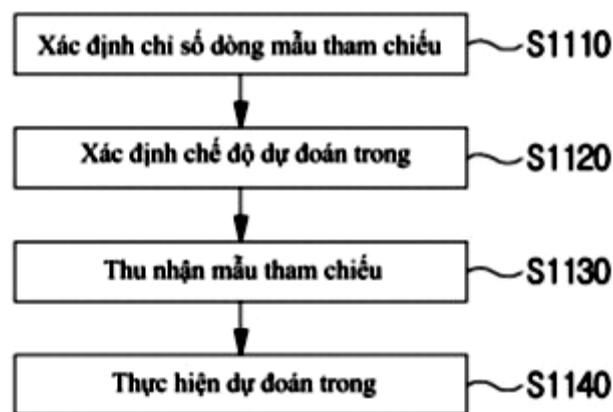 Xác định chỉ số dòng mẫu tham chiếu S1110
Xác định chế độ dự đoán trong S1120
Thu nhận mẫu tham chiếu S1130
Thực hiện dự đoán trong S1140